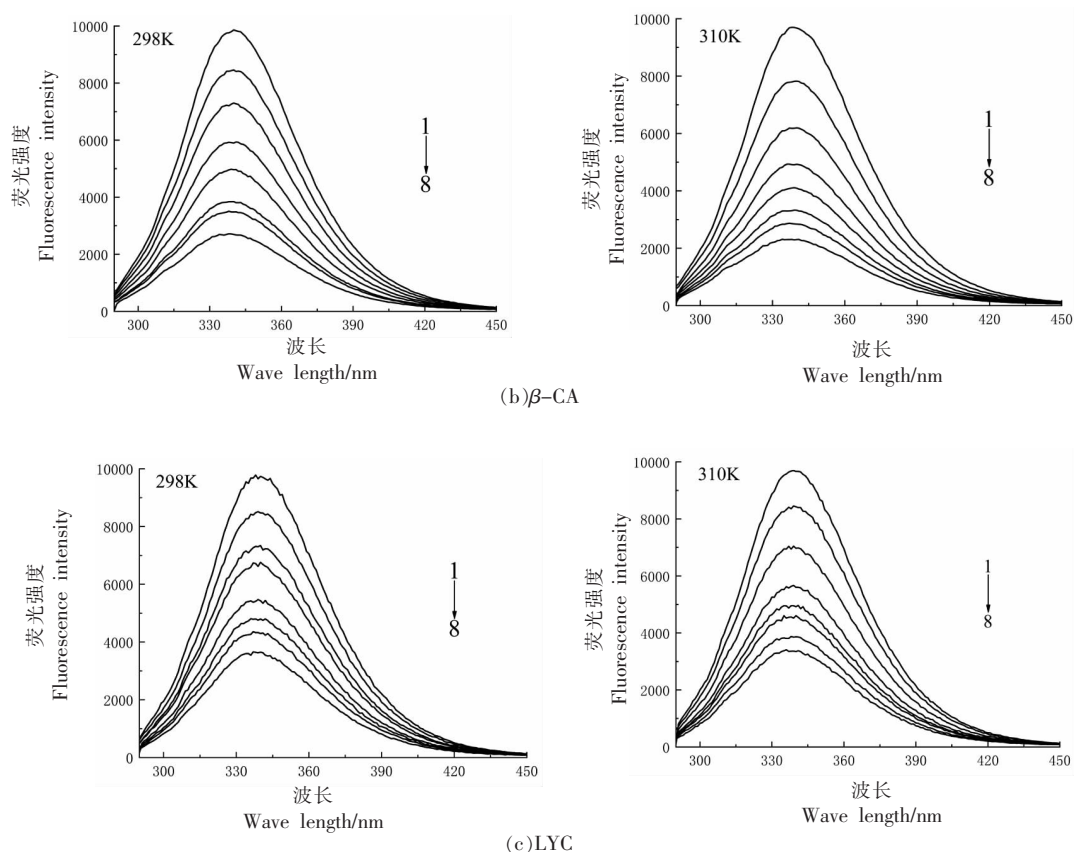 298K
10000
8000
6000
4000
2000
0
荧光强度
Fluorescence intensity
1
8
300 330 360 390 420 450
波长
Wave length/nm
310K
10000
8000
6000
4000
2000
0
荧光强度
Fluorescence intensity
1
8
300 330 360 390 420 450
波长
Wave length/nm
(b)β-CA
298K
10000
8000
6000
4000
2000
0
荧光强度
Fluorescence intensity
1
8
300 330 360 390 420 450
波长
Wave length/nm
310K
10000
8000
6000
4000
2000
0
荧光强度
Fluorescence intensity
1
8
300 330 360 390 420 450
波长
Wave length/nm
(c)LYC